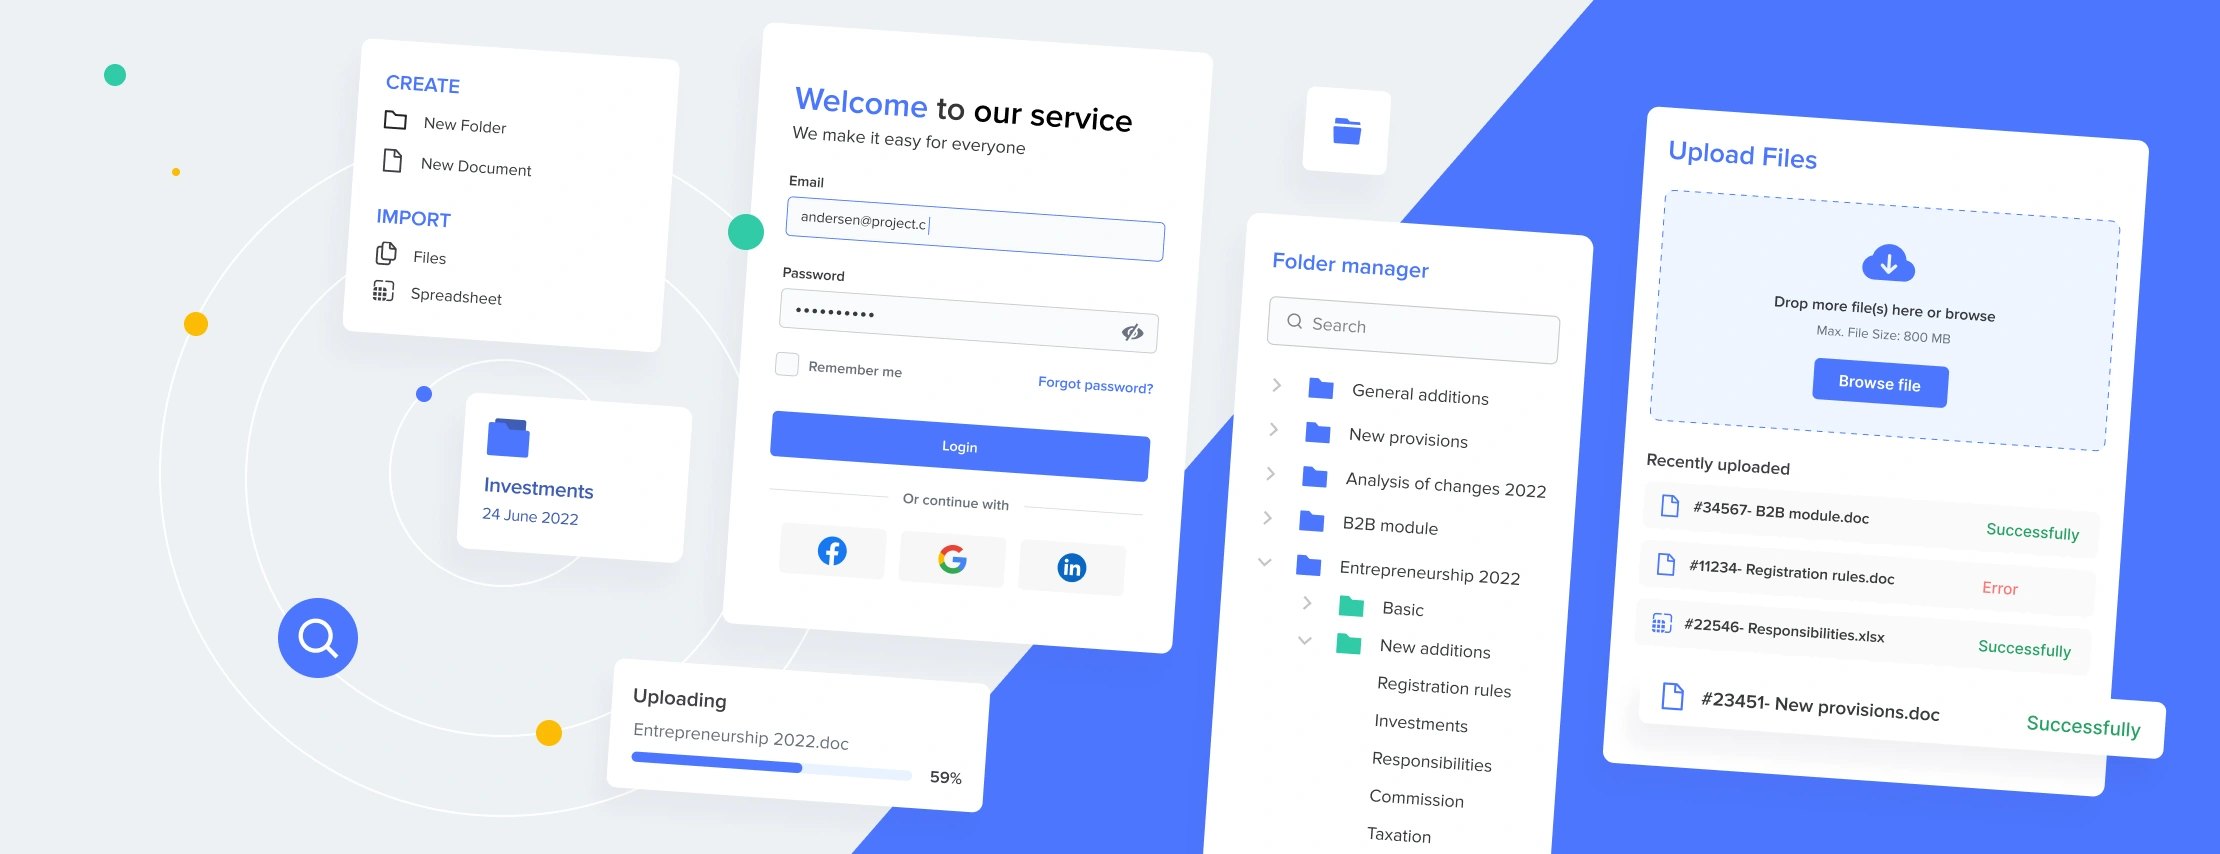 CREATE
New Folder
New Document
IMPORT
Files
Spreadsheet
Investments
24 June 2022
Welcome to our service
We make it easy for everyone
Email
andersen@project.c
Password
Remember me
Forgot password?
Login
Or continue with
in
Uploading
Entrepreneurship 2022.doc
59%
Folder manager
Search
General additions
New provisions
Analysis of changes 2022
B2B module
Entrepreneurship 2022
Basic
New additions
Registration rules
Investments
Responsibilities
Commission
Taxation
Upload Files
Drop more file(s) here or browse
Max. File Size: 800 MB
Browse file
Recently uploaded
#34567- B2B module.doc Successfully
#11234- Registration rules.doc Error
#22546- Responsibilities.xlsx Successfully
#23451- New provisions.doc Successfully